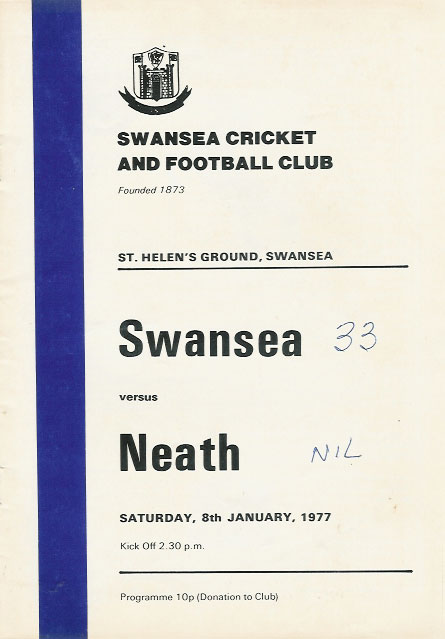 SWANSEA CRICKET
AND FOOTBALL CLUB
Founded 1873
ST. HELEN'S GROUND, SWANSEA
Swansea 33
versus
Neath NIL
SATURDAY, 8th JANUARY, 1977
Kick Off 2.30 p.m.
Programme 10p (Donation to Club)